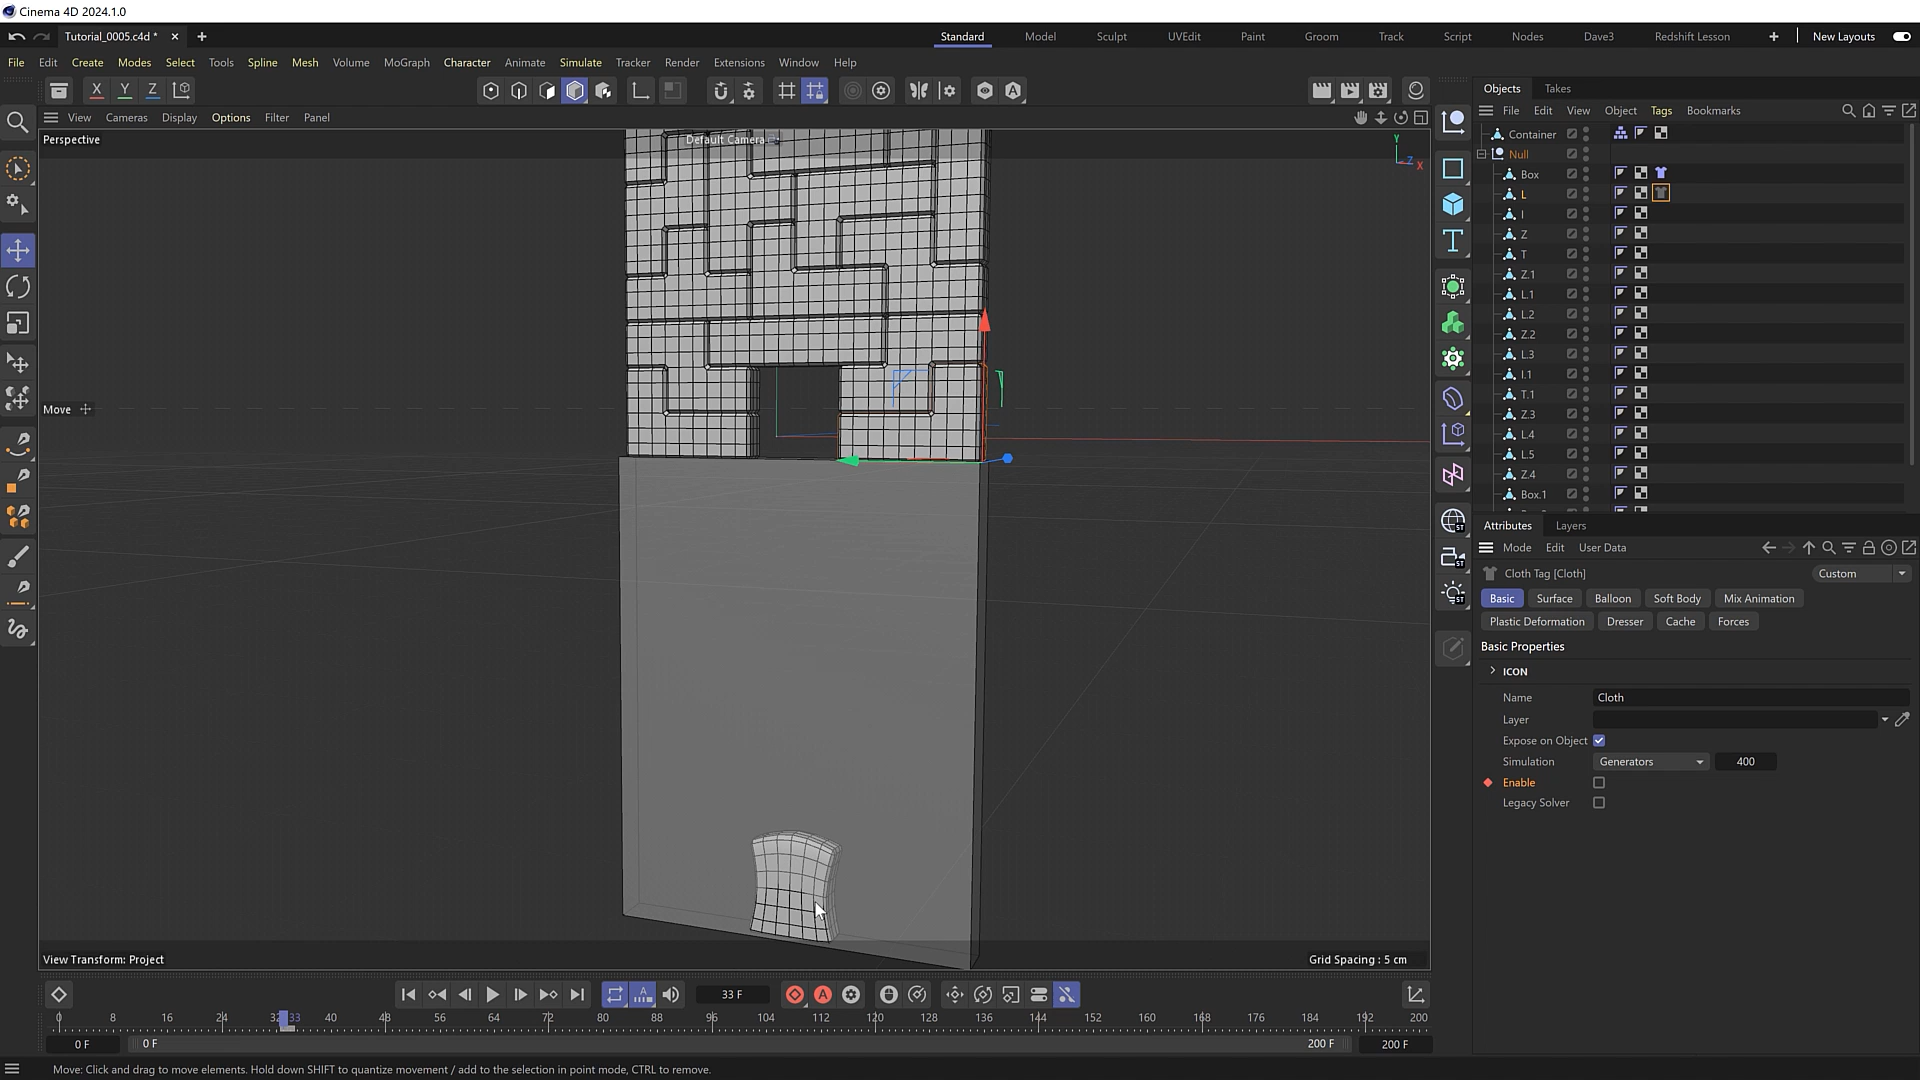 Cinema 4D 2024.1.0
Tutorial_0005.c4d *
Standard Model Sculpt UVEdit Paint Groom Track Script Nodes Dave3 Redshift Lesson New Layouts
File Edit Create Modes Select Tools Spline Mesh Volume MoGraph Character Animate Simulate Tracker Render Extensions Window Help
X Y Z
Objects Takes
File Edit View Object Tags Bookmarks
View Cameras Display Options Filter Panel
Perspective
Default Camera
Y
Z
X
Move
Container
Null
Box
L
I
Z
T
Z.1
L.1
L.2
Z.2
L.3
I.1
T.1
Z.3
L.4
L.5
Z.4
Box.1
Attributes Layers
Mode Edit User Data
Cloth Tag [Cloth] Custom
Basic Surface Balloon Soft Body Mix Animation
Plastic Deformation Dresser Cache Forces
Basic Properties
ICON
Name Cloth
Layer
Expose on Object
Simulation Generators 400
Enable
Legacy Solver
View Transform: Project
Grid Spacing : 5 cm
33 F
0 8 16 24 32 33 40 48 56 64 72 80 88 96 104 112 120 128 136 144 152 160 168 176 184 192 200
0 F 0 F 200 F 200 F
Move: Click and drag to move elements. Hold down SHIFT to quantize movement / add to the selection in point mode, CTRL to remove.